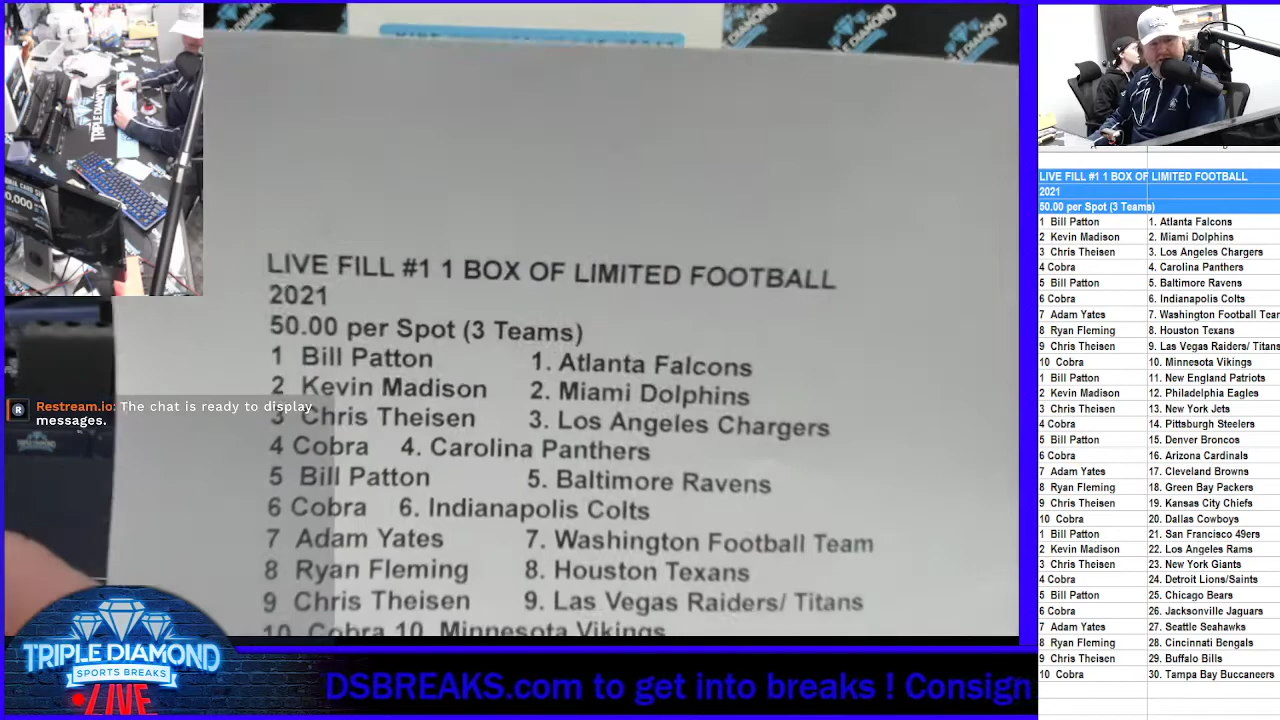 TRIPLE DIAMOND
LIVE FILL #1 1 BOX OF LIMITED FOOTBALL
2021
50.00 per Spot (3 Teams)
1 Bill Patton 1. Atlanta Falcons
2 Kevin Madison 2. Miami Dolphins
3 Chris Theisen 3. Los Angeles Chargers
4 Cobra 4. Carolina Panthers
5 Bill Patton 5. Baltimore Ravens
6 Cobra 6. Indianapolis Colts
7 Adam Yates 7. Washington Football Team
8 Ryan Fleming 8. Houston Texans
9 Chris Theisen 9. Las Vegas Raiders/ Titans
10 Cobra 10. Minnesota Vikings
Restream.io: The chat is ready to display
messages.
TRIPLE DIAMOND
SPORTS BREAKS
LIVE
DSBREAKS.com to get breaks
LIVE FILL #1 1 BOX OF LIMITED FOOTBALL
2021
50.00 per Spot (3 Teams)
1 Bill Patton 1. Atlanta Falcons
2 Kevin Madison 2. Miami Dolphins
3 Chris Theisen 3. Los Angeles Chargers
4 Cobra 4. Carolina Panthers
5 Bill Patton 5. Baltimore Ravens
6 Cobra 6. Indianapolis Colts
7 Adam Yates 7. Washington Football Tear
8 Ryan Fleming 8. Houston Texans
9 Chris Theisen 9. Las Vegas Raiders/ Titans
10 Cobra 10. Minnesota Vikings
1 Bill Patton 11. New England Patriots
2 Kevin Madison 12. Philadelphia Eagles
3 Chris Theisen 13. New York Jets
4 Cobra 14. Pittsburgh Steelers
5 Bill Patton 15. Denver Broncos
6 Cobra 16. Arizona Cardinals
7 Adam Yates 17. Cleveland Browns
8 Ryan Fleming 18. Green Bay Packers
9 Chris Theisen 19. Kansas City Chiefs
10 Cobra 20. Dallas Cowboys
1 Bill Patton 21. San Francisco 49ers
2 Kevin Madison 22. Los Angeles Rams
3 Chris Theisen 23. New York Giants
4 Cobra 24. Detroit Lions/Saints
5 Bill Patton 25. Chicago Bears
6 Cobra 26. Jacksonville Jaguars
7 Adam Yates 27. Seattle Seahawks
8 Ryan Fleming 28. Cincinnati Bengals
9 Chris Theisen 29. Buffalo Bills
10 Cobra 30. Tampa Bay Buccaneers